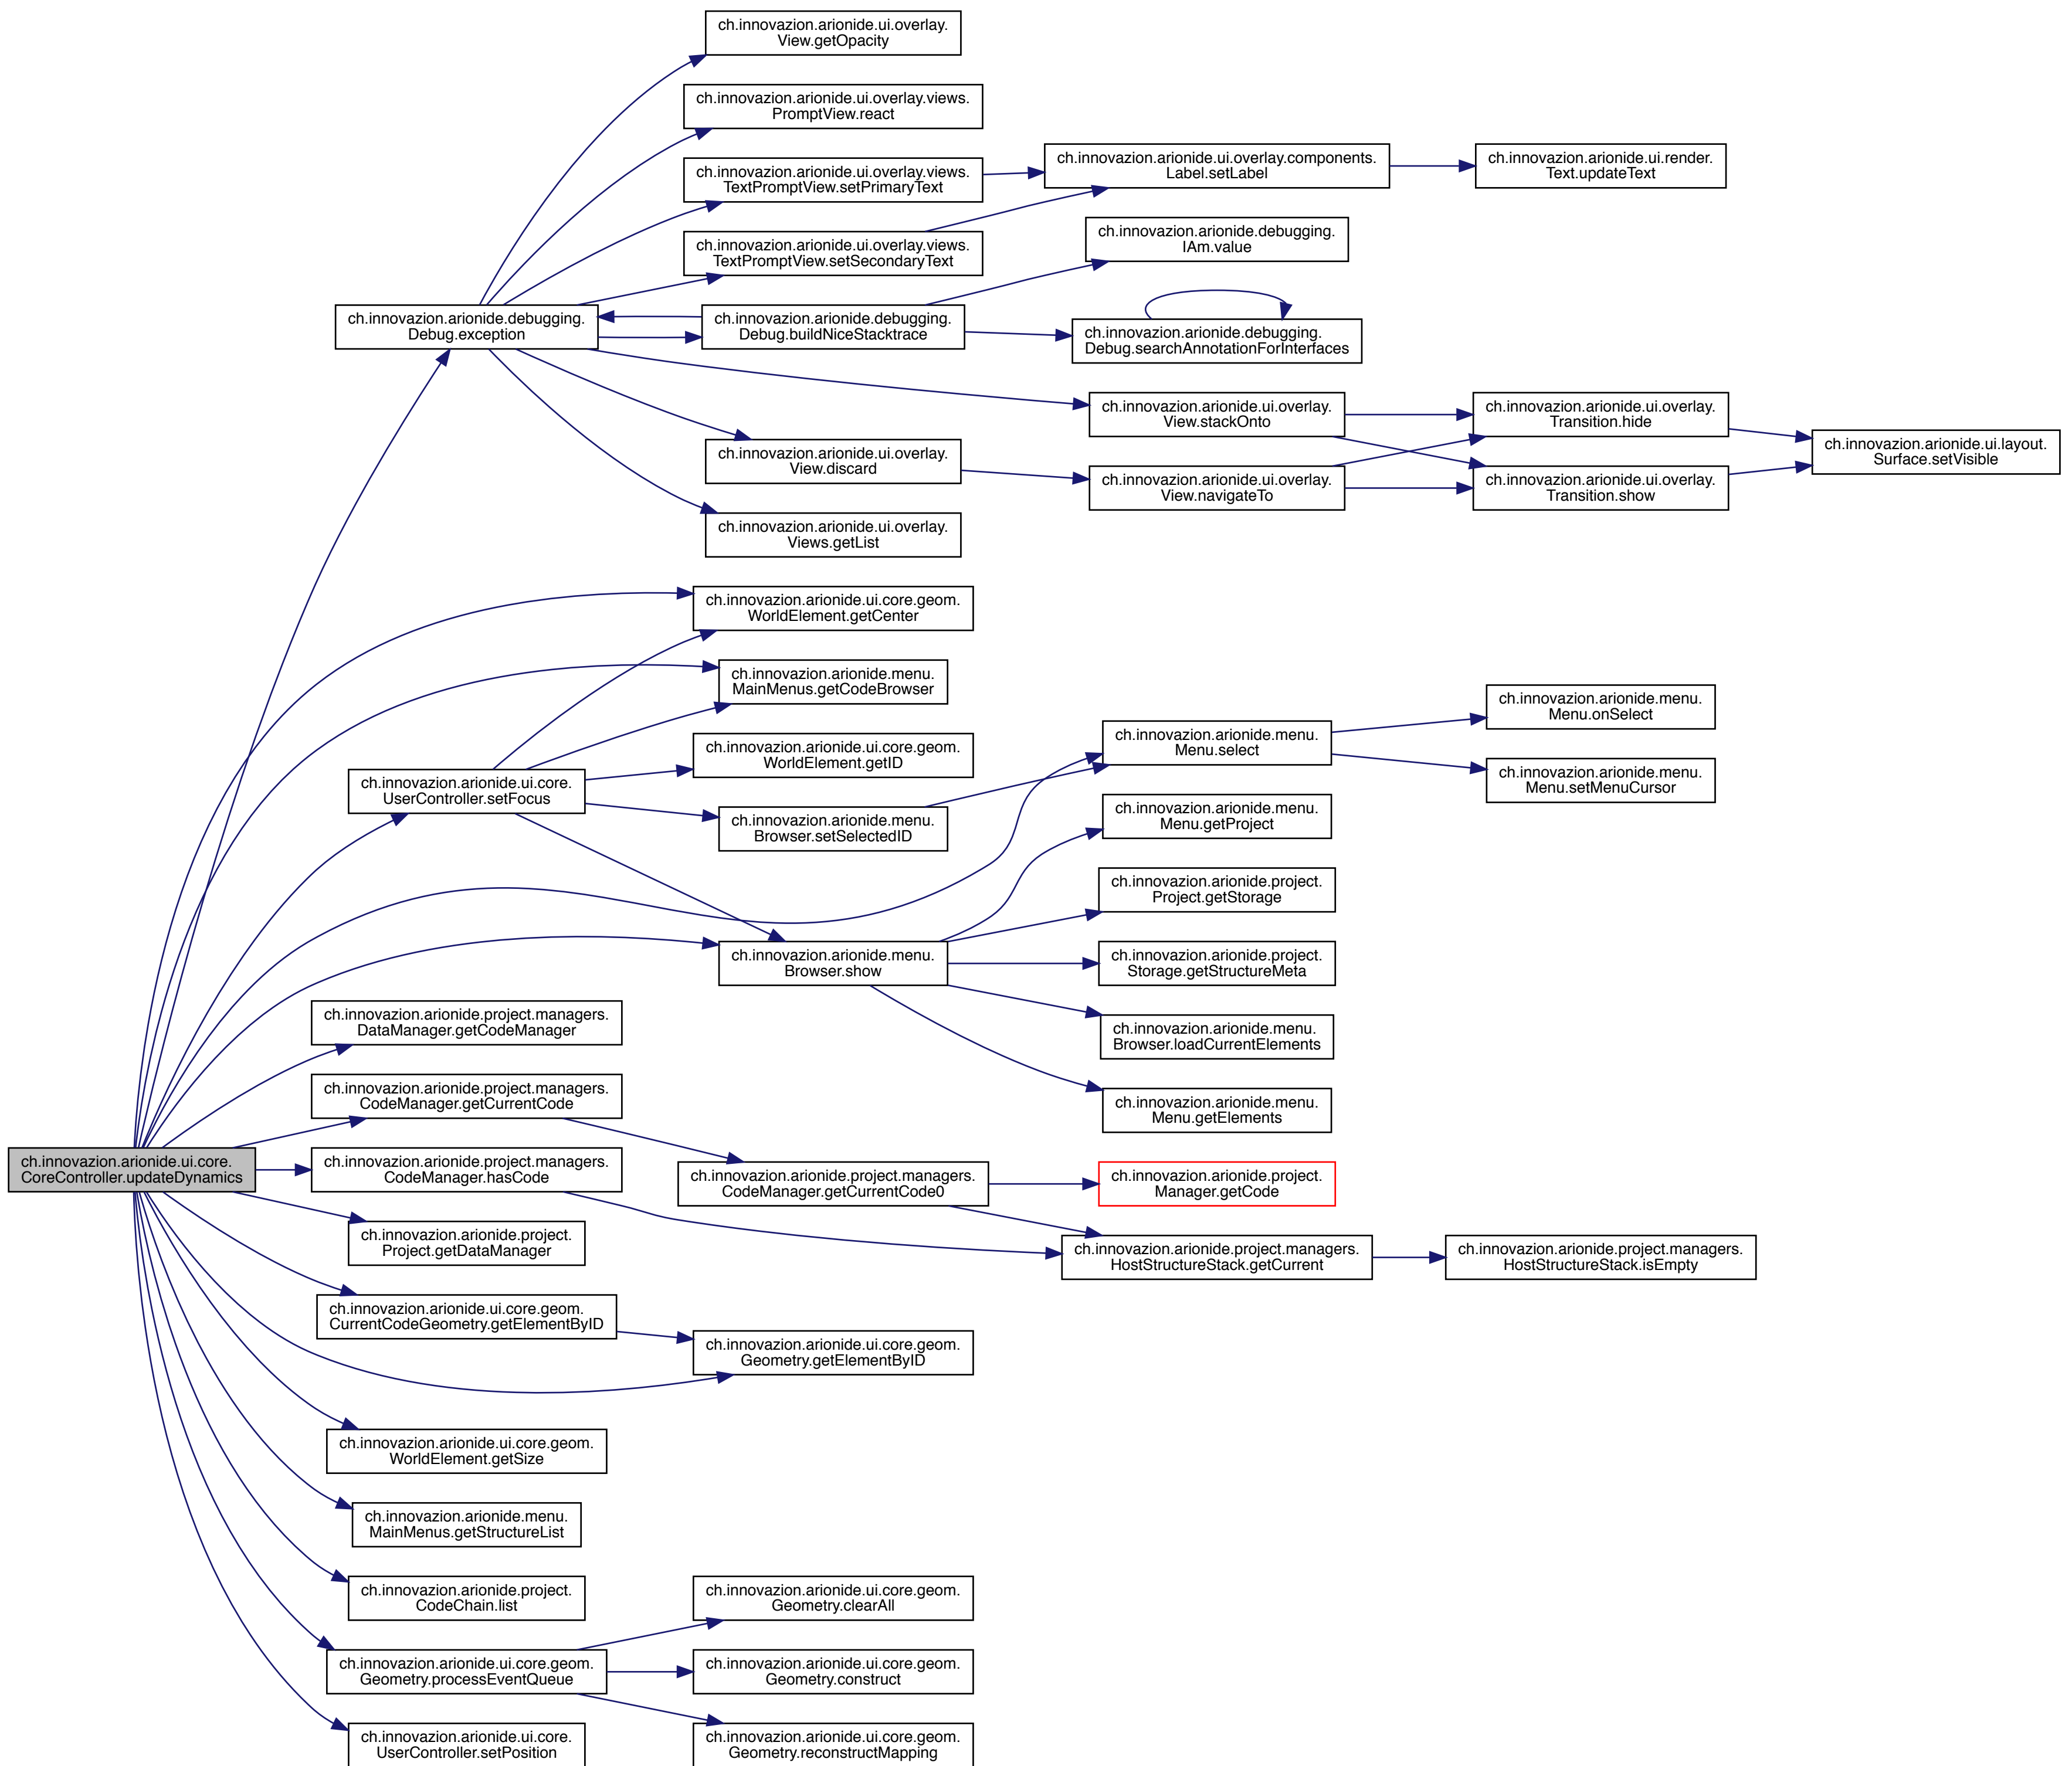 ch.innovazion.arionide.ui.overlay.
View.getOpacity
ch.innovazion.arionide.ui.overlay.views.
PromptView.react
ch.innovazion.arionide.ui.overlay.views.
TextPromptView.setPrimaryText
ch.innovazion.arionide.ui.overlay.components.
Label.setLabel
ch.innovazion.arionide.ui.render.
Text.updateText
ch.innovazion.arionide.ui.overlay.views.
TextPromptView.setSecondaryText
ch.innovazion.arionide.debugging.
IAm.value
ch.innovazion.arionide.debugging.
Debug.exception
ch.innovazion.arionide.debugging.
Debug.buildNiceStacktrace
ch.innovazion.arionide.debugging.
Debug.searchAnnotationForInterfaces
ch.innovazion.arionide.ui.overlay.
View.stackOnto
ch.innovazion.arionide.ui.overlay.
Transition.hide
ch.innovazion.arionide.ui.layout.
Surface.setVisible
ch.innovazion.arionide.ui.overlay.
View.discard
ch.innovazion.arionide.ui.overlay.
View.navigateTo
ch.innovazion.arionide.ui.overlay.
Transition.show
ch.innovazion.arionide.ui.overlay.
Views.getList
ch.innovazion.arionide.ui.core.geom.
WorldElement.getCenter
ch.innovazion.arionide.menu.
MainMenus.getCodeBrowser
ch.innovazion.arionide.menu.
Menu.onSelect
ch.innovazion.arionide.ui.core.geom.
WorldElement.getID
ch.innovazion.arionide.menu.
Menu.select
ch.innovazion.arionide.menu.
Menu.setMenuCursor
ch.innovazion.arionide.ui.core.
UserController.setFocus
ch.innovazion.arionide.menu.
Browser.setSelectedID
ch.innovazion.arionide.menu.
Menu.getProject
ch.innovazion.arionide.project.
Project.getStorage
ch.innovazion.arionide.menu.
Browser.show
ch.innovazion.arionide.project.
Storage.getStructureMeta
ch.innovazion.arionide.project.managers.
DataManager.getCodeManager
ch.innovazion.arionide.menu.
Browser.loadCurrentElements
ch.innovazion.arionide.project.managers.
CodeManager.getCurrentCode
ch.innovazion.arionide.menu.
Menu.getElements
ch.innovazion.arionide.ui.core.
CoreController.updateDynamics
ch.innovazion.arionide.project.managers.
CodeManager.hasCode
ch.innovazion.arionide.project.managers.
CodeManager.getCurrentCode0
ch.innovazion.arionide.project.
Manager.getCode
ch.innovazion.arionide.project.
Project.getDataManager
ch.innovazion.arionide.project.managers.
HostStructureStack.getCurrent
ch.innovazion.arionide.project.managers.
HostStructureStack.isEmpty
ch.innovazion.arionide.ui.core.geom.
CurrentCodeGeometry.getElementByID
ch.innovazion.arionide.ui.core.geom.
Geometry.getElementByID
ch.innovazion.arionide.ui.core.geom.
WorldElement.getSize
ch.innovazion.arionide.menu.
MainMenus.getStructureList
ch.innovazion.arionide.project.
CodeChain.list
ch.innovazion.arionide.ui.core.geom.
Geometry.clearAll
ch.innovazion.arionide.ui.core.geom.
Geometry.processEventQueue
ch.innovazion.arionide.ui.core.geom.
Geometry.construct
ch.innovazion.arionide.ui.core.
UserController.setPosition
ch.innovazion.arionide.ui.core.geom.
Geometry.reconstructMapping